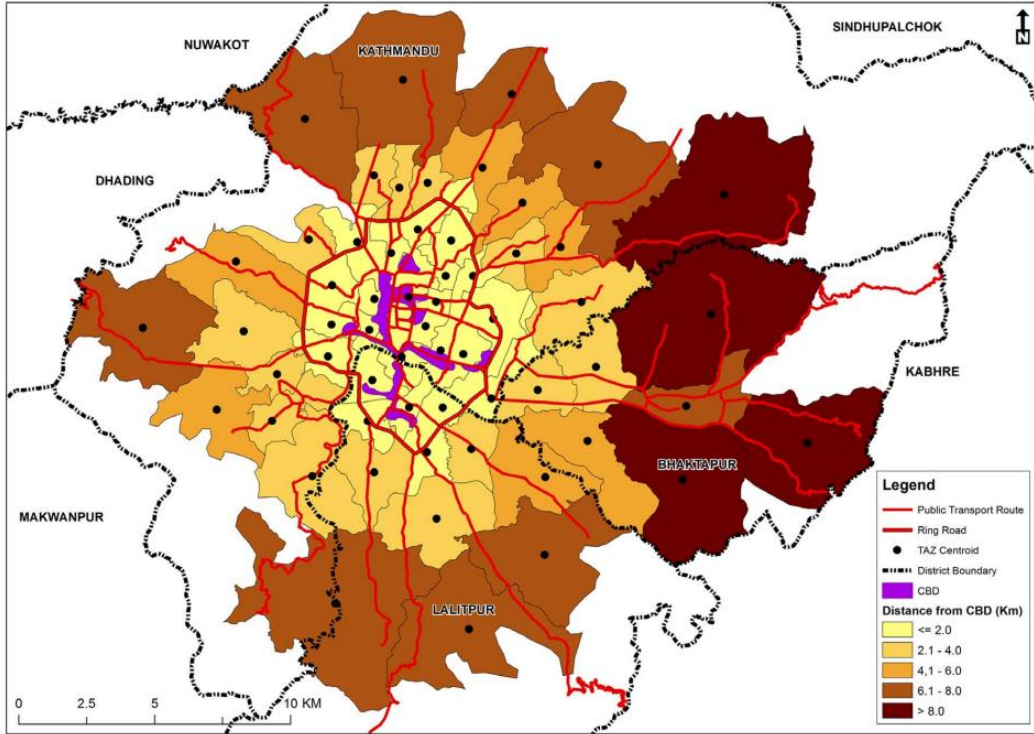 NUWAKOT
KATHMANDU
SINDHUPALCHOK
N
DHADING
KABHRE
BHAKTAPUR
MAKWANPUR
LALITPUR
0 2.5 5 10 KM
Legend
Public Transport Route
Ring Road
TAZ Centroid
District Boundary
CBD
Distance from CBD (Km)
<= 2.0
2.1 - 4.0
4,1 - 6.0
6.1 - 8.0
> 8.0